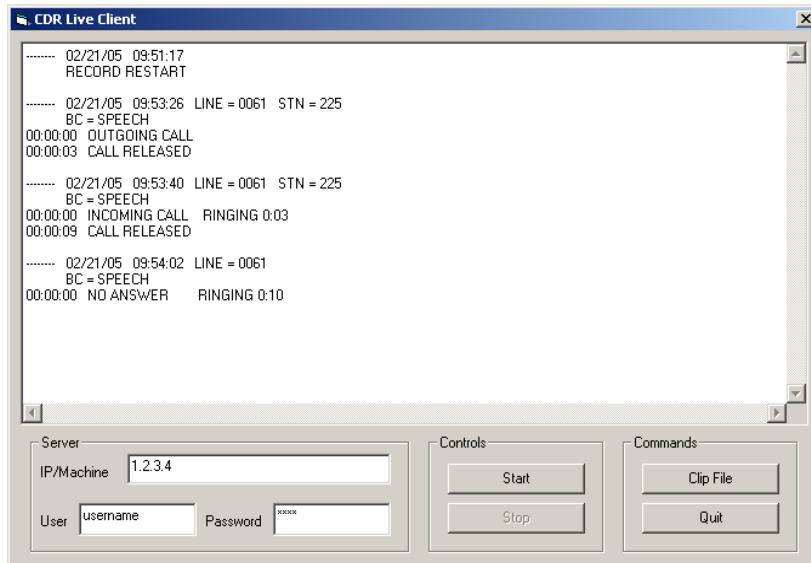 CDR Live Client
-------- 02/21/05 09:51:17
RECORD RESTART
-------- 02/21/05 09:53:26 LINE = 0061 STN = 225
BC = SPEECH
00:00:00 OUTGOING CALL
00:00:03 CALL RELEASED
-------- 02/21/05 09:53:40 LINE = 0061 STN = 225
BC = SPEECH
00:00:00 INCOMING CALL RINGING 0:03
00:00:09 CALL RELEASED
-------- 02/21/05 09:54:02 LINE = 0061
BC = SPEECH
00:00:00 NO ANSWER RINGING 0:10
Server
IP/Machine 1.2.3.4
User username Password xxxx
Controls
Start
Stop
Commands
Clip File
Quit